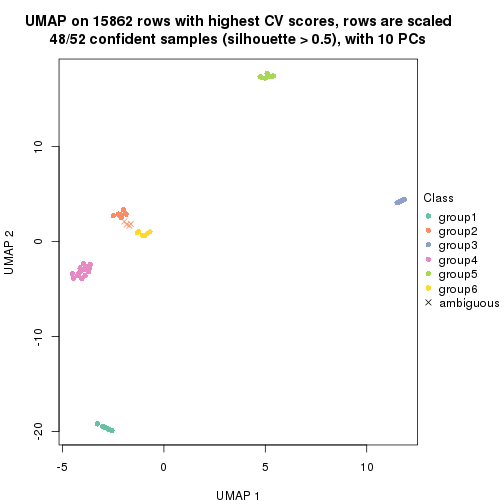 UMAP on 15862 rows with highest CV scores, rows are scaled
48/52 confident samples (silhouette > 0.5), with 10 PCs
UMAP 2
10
0
-10
-20
-5
0
5
10
UMAP 1
Class
group1
group2
group3
group4
group5
group6
ambiguous